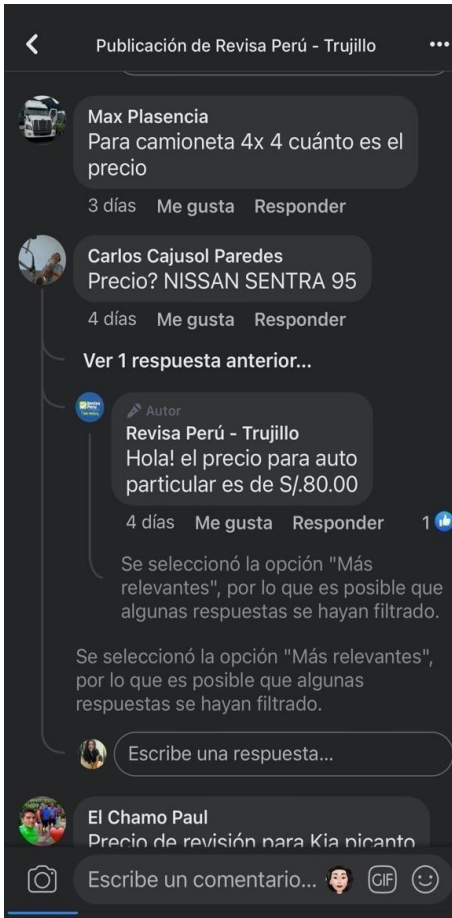 Publicación de Revisa Perú - Trujillo
Max Plasencia
Para camioneta 4x 4 cuánto es el
precio
3 días Me gusta Responder
Carlos Cajusol Paredes
Precio? NISSAN SENTRA 95
4 días Me gusta Responder
Ver 1 respuesta anterior...
Autor
Revisa Perú - Trujillo
Hola! el precio para auto
particular es de S/.80.00
4 días Me gusta Responder 1
Se seleccionó la opción "Más
relevantes", por lo que es posible que
algunas respuestas se hayan filtrado.
Se seleccionó la opción "Más relevantes",
por lo que es posible que algunas
respuestas se hayan filtrado.
Escribe una respuesta...
El Chamo Paul
Precio de revisión para Kia picanto
Escribe un comentario... GIF